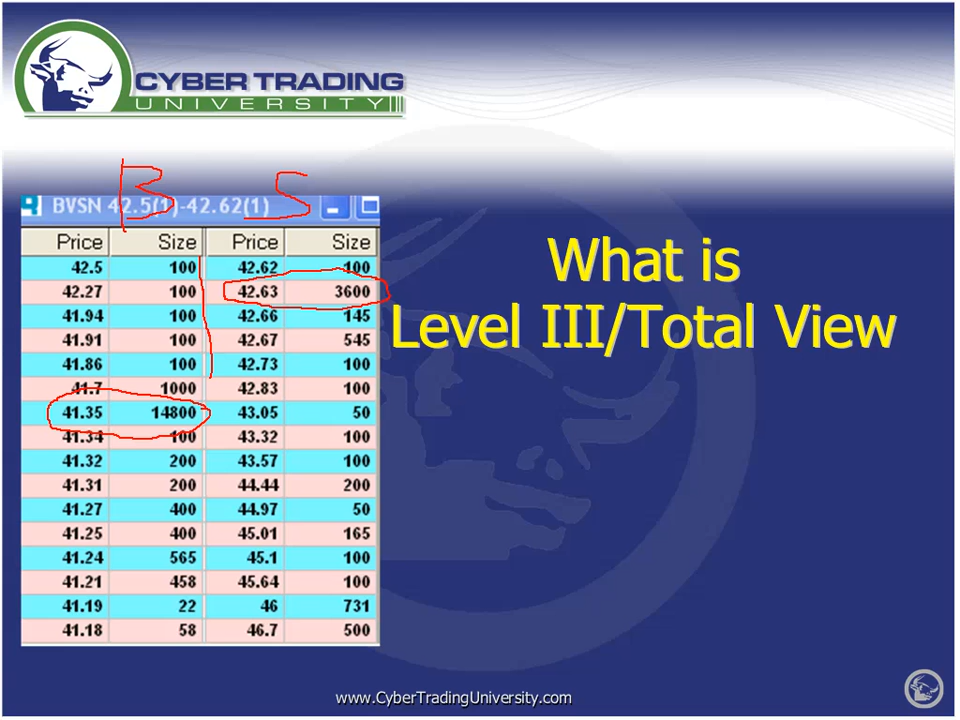 CYBER TRADING
UNIVERSITY
B S
BVSN 42.5(1)-42.62(1)
Price Size Price Size
42.5 100 42.62 100
42.27 100 42.63 3600
41.94 100 42.66 145
41.91 100 42.67 545
41.86 100 42.73 100
41.7 1000 42.83 100
41.35 14800 43.05 50
41.34 100 43.32 100
41.32 200 43.57 100
41.31 200 44.44 200
41.27 400 44.97 50
41.25 400 45.01 165
41.24 565 45.1 100
41.21 458 45.64 100
41.19 22 46 731
41.18 58 46.7 500
What is
Level III/Total View
www.CyberTradingUniversity.com